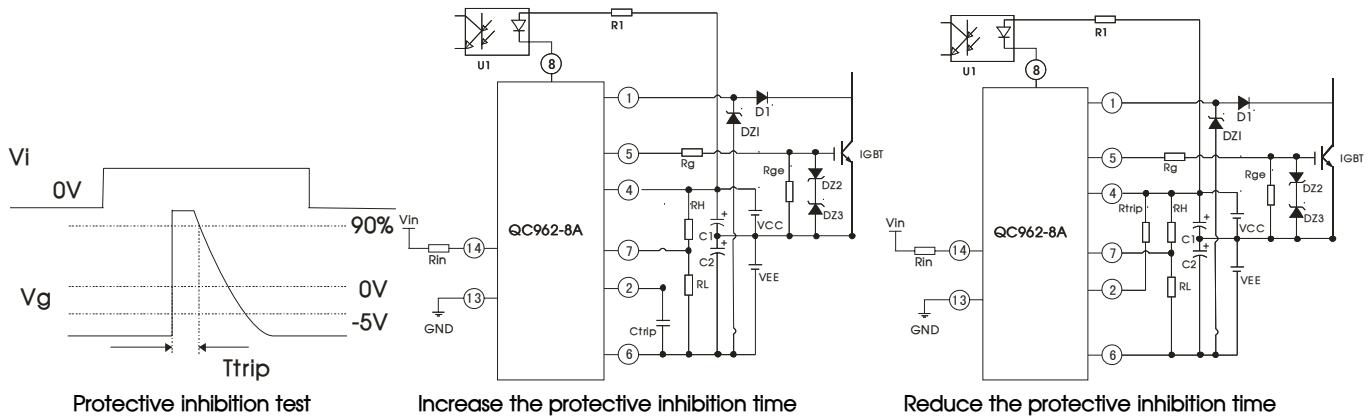 Vi
0V
90%
Vg
0V
-5V
Ttrip
Protective inhibition test
U1
R1
8
QC962-8A
1
D1
DZ1
5
Rg
Rge
IGBT
DZ2
DZ3
4
RH
C1
VCC
7
C2
VEE
RL
2
Ctrip
6
Vin
Rin
14
13
GND
Increase the protective inhibition time
U1
R1
8
QC962-8A
1
D1
DZ1
5
Rg
Rge
IGBT
DZ2
DZ3
4
Rtrip
RH
C1
VCC
7
C2
VEE
RL
2
6
Vin
Rin
14
13
GND
Reduce the protective inhibition time